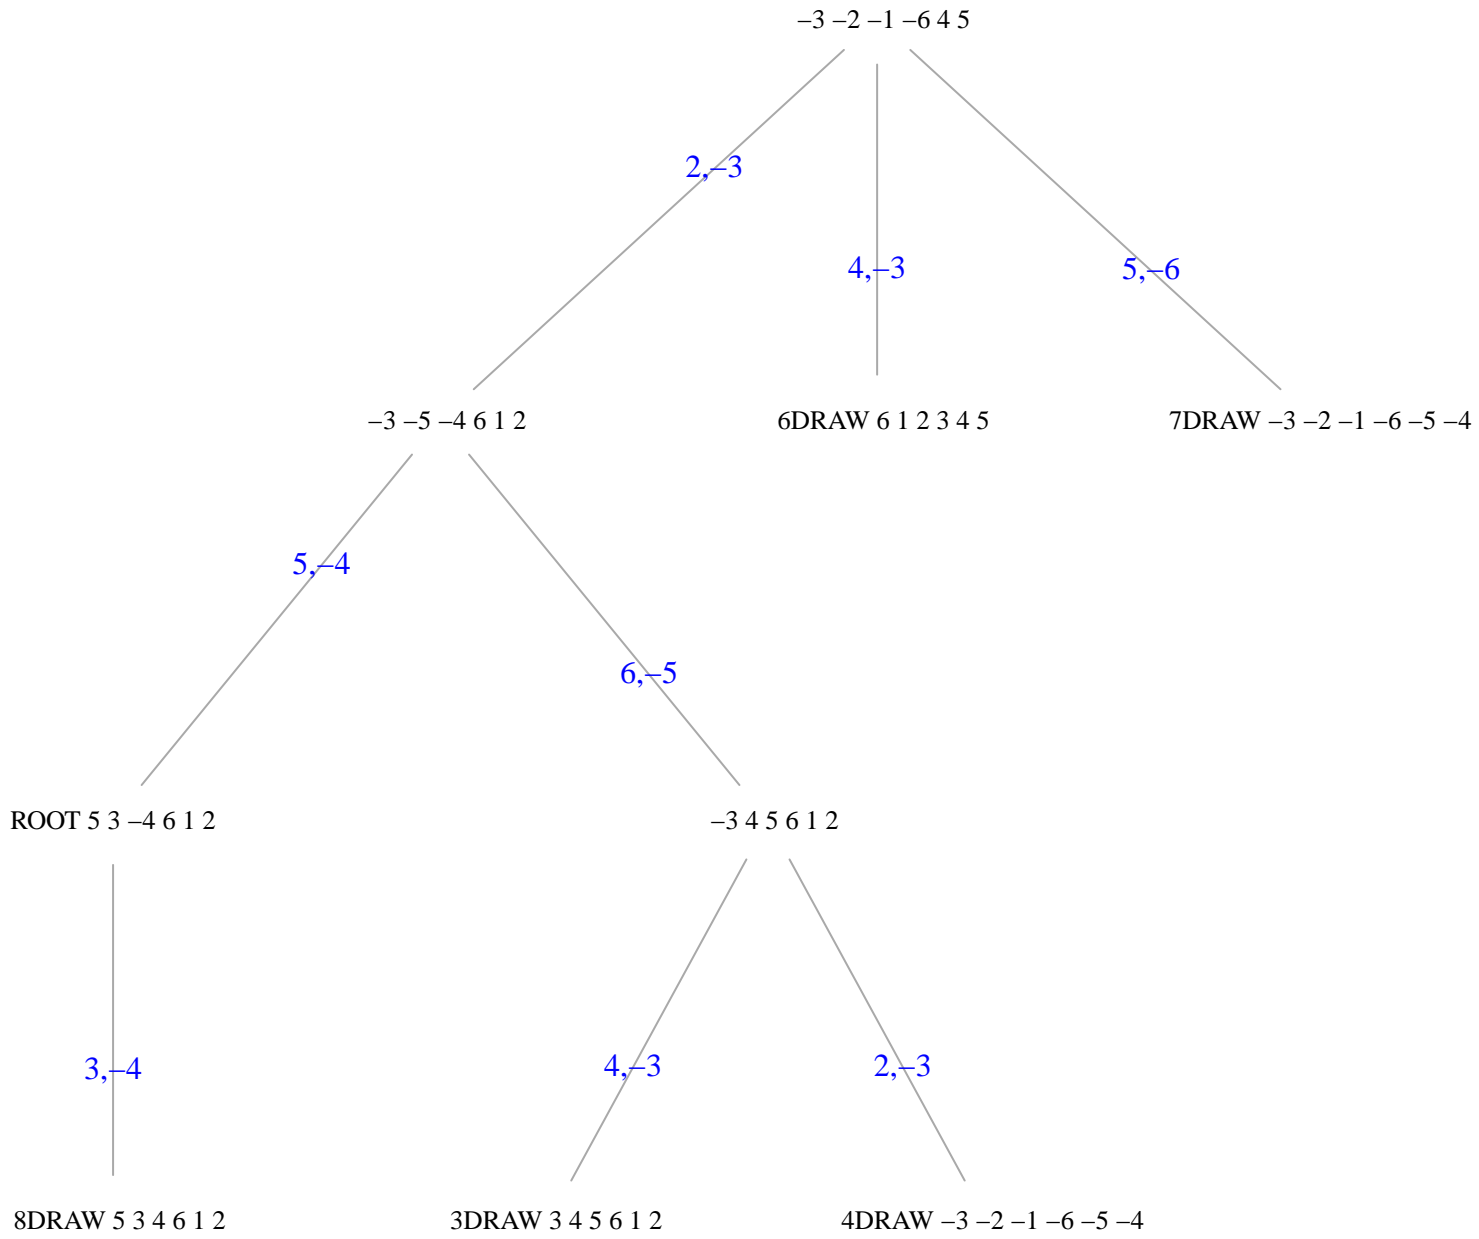 –3 –2 –1 –6 4 5
2,–3
4,–3
5,–6
–3 –5 –4 6 1 2
6DRAW 6 1 2 3 4 5
7DRAW –3 –2 –1 –6 –5 –4
5,–4
6,–5
ROOT 5 3 –4 6 1 2
–3 4 5 6 1 2
3,–4
4,–3
2,–3
8DRAW 5 3 4 6 1 2
3DRAW 3 4 5 6 1 2
4DRAW –3 –2 –1 –6 –5 –4